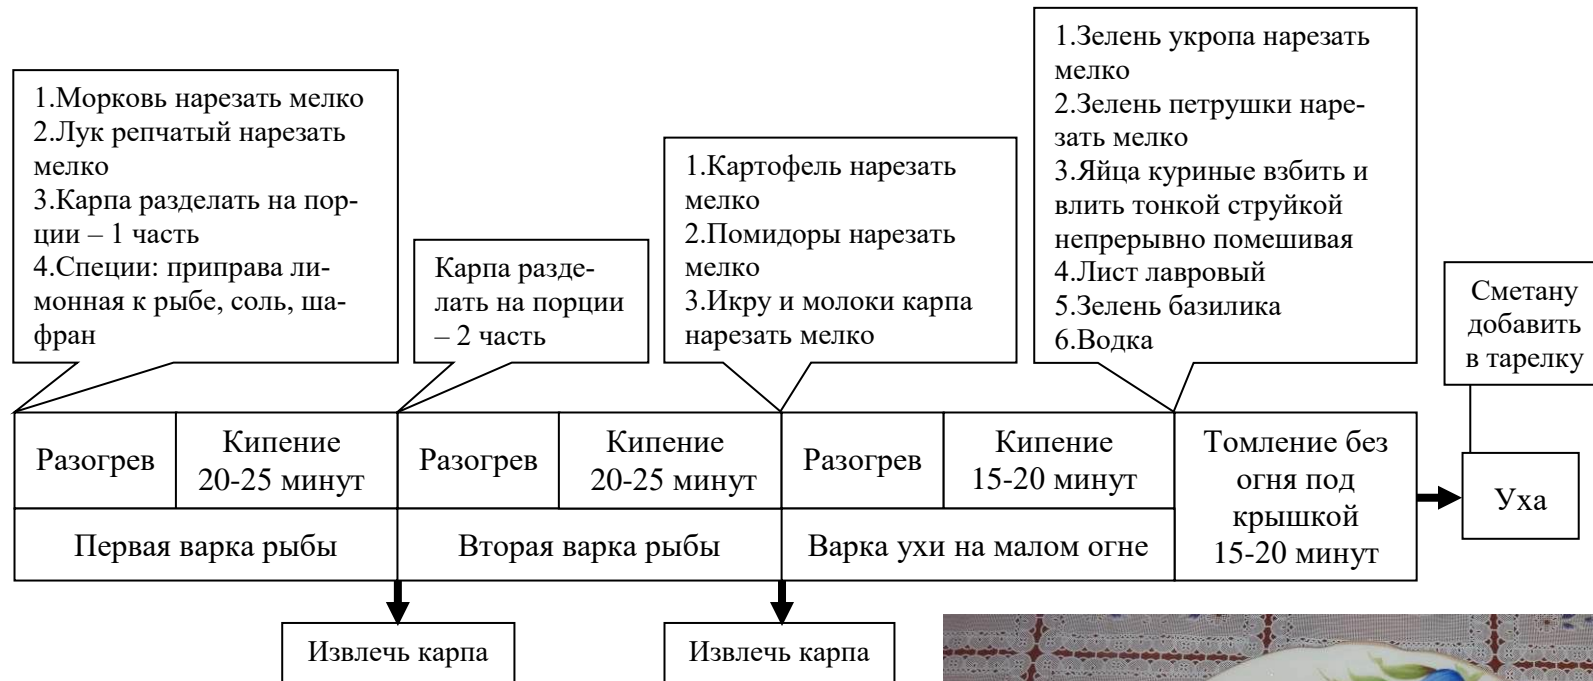 1.Морковь нарезать мелко
2.Лук репчатый нарезать
мелко
3.Карпа разделать на пор-
ции – 1 часть
4.Специи: приправа ли-
монная к рыбе, соль, ша-
фран
Карпа разде-
лать на порции
– 2 часть
1.Картофель нарезать
мелко
2.Помидоры нарезать
мелко
3.Икру и молоки карпа
нарезать мелко
1.Зелень укропа нарезать
мелко
2.Зелень петрушки наре-
зать мелко
3.Яйца куриные взбить и
влить тонкой струйкой
непрерывно помешивая
4.Лист лавровый
5.Зелень базилика
6.Водка
Сметану
добавить
в тарелку
Разогрев
Кипение
20-25 минут
Разогрев
Кипение
20-25 минут
Разогрев
Кипение
15-20 минут
Томление без
огня под
крышкой
15-20 минут
Уха
Первая варка рыбы
Вторая варка рыбы
Варка ухи на малом огне
Извлечь карпа
Извлечь карпа